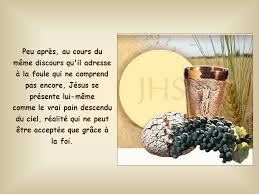 Peu après, au cours du
même discours qu'il adresse
à la foule qui ne comprend
pas encore, Jésus se
présente lui-même
comme le vrai pain descendu
du ciel, réalité qui ne peut
être acceptée que grâce à
la foi.
JHS